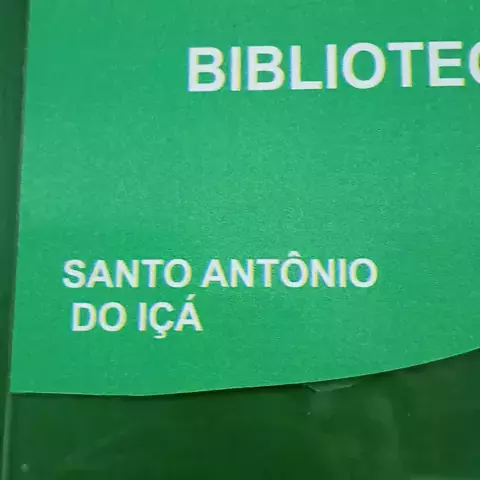 BIBLIOTEC
SANTO ANTÔNIO
DO IÇÁ